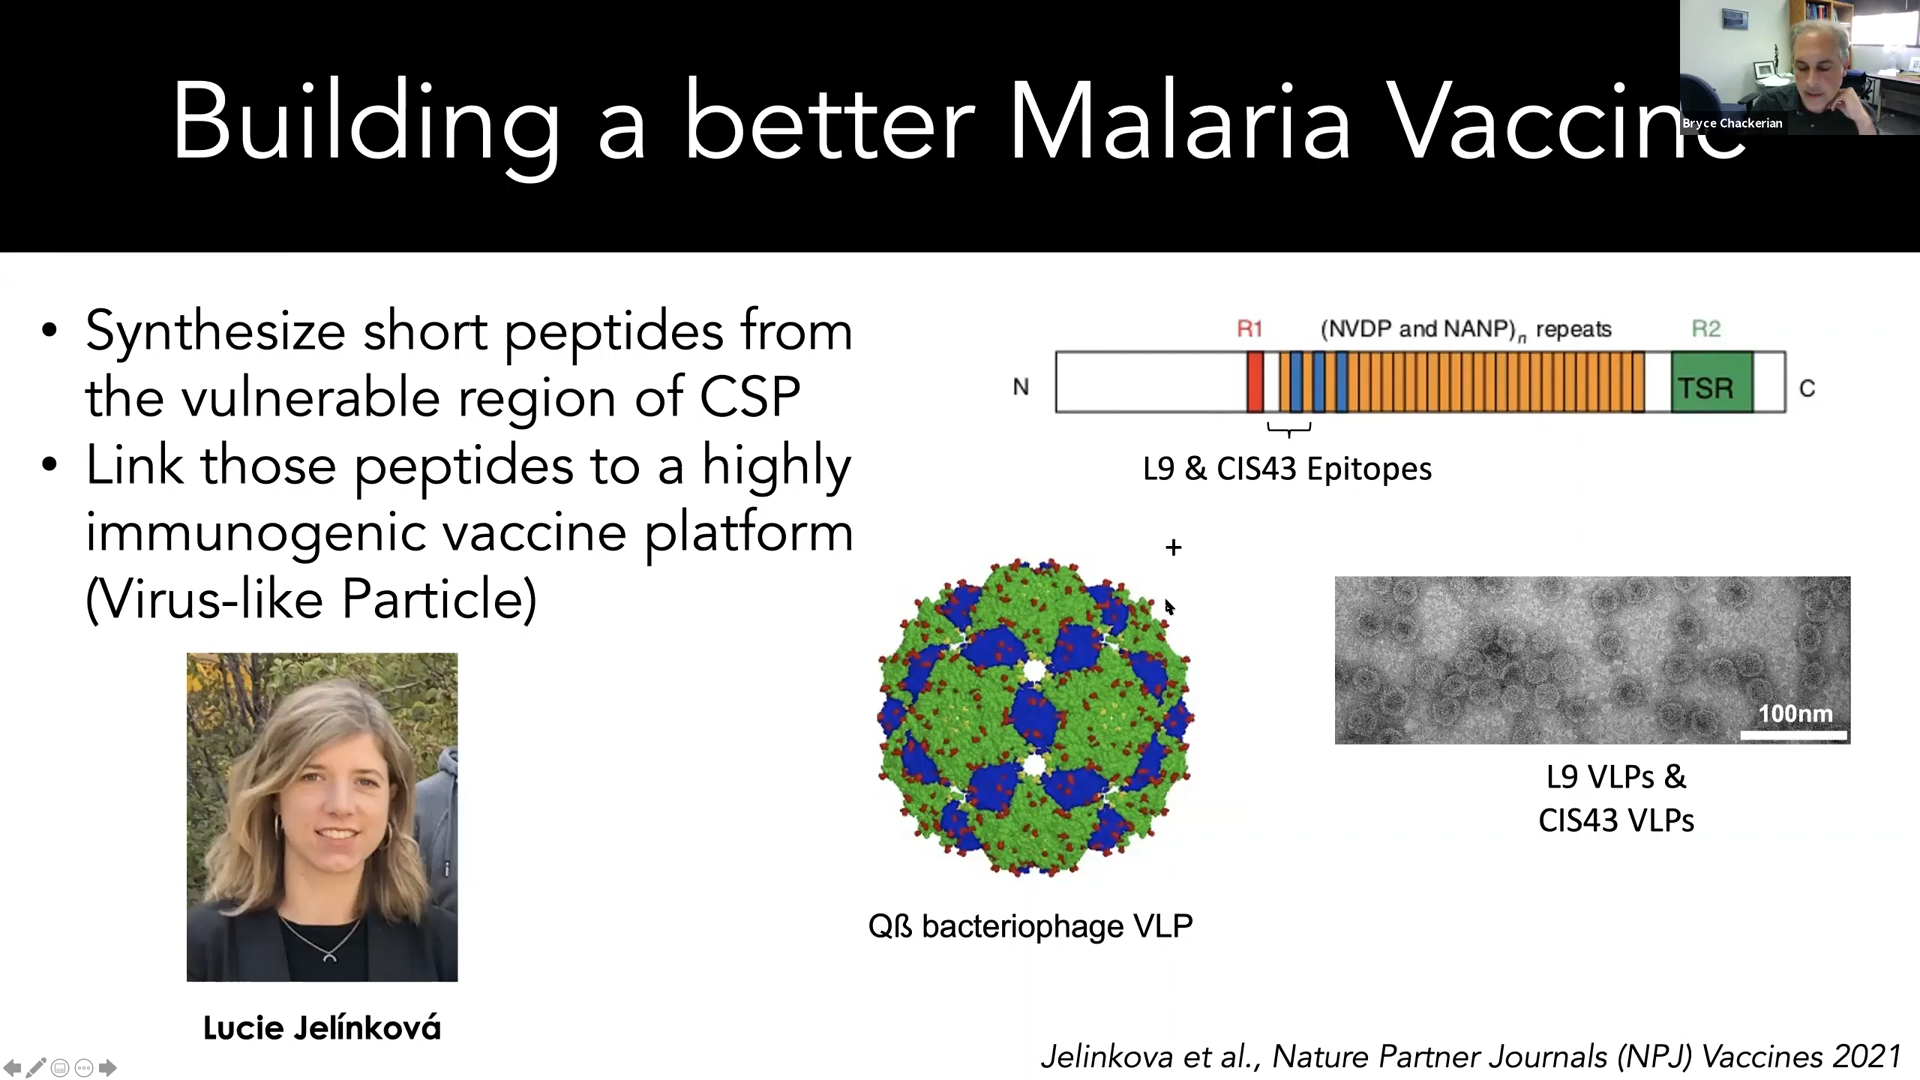 Building a better Malaria Vaccine
Bryce Chackerian
• Synthesize short peptides from
the vulnerable region of CSP
• Link those peptides to a highly
immunogenic vaccine platform
(Virus-like Particle)
R1
(NVDP and NANP)n repeats
R2
N
TSR
C
L9 & CIS43 Epitopes
+
100nm
L9 VLPs &
CIS43 VLPs
Qß bacteriophage VLP
Lucie Jelínková
Jelinkova et al., Nature Partner Journals (NPJ) Vaccines 2021